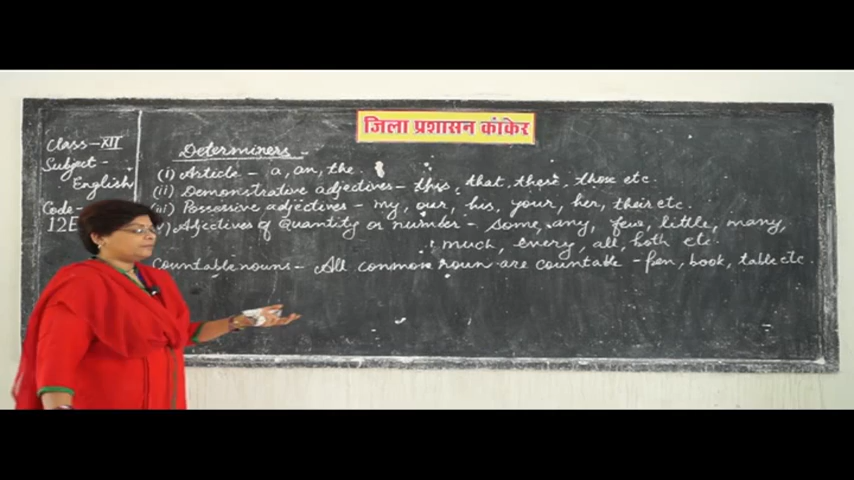 जिला प्रशासन कांकेर
Class-XII
Subject-
English
Code-
12E
Determiners -
(i) Article - a, an, the.
(ii) Demonstrative adjectives - this, that, these, those etc.
(iii) Possessive adjectives - my, our, his, your, her, their etc.
(iv) Adjectives of Quantity or number - some, any, few, little, many,
much, every, all, both etc.
Countable nouns - All common noun are countable - Pen, book, table etc.